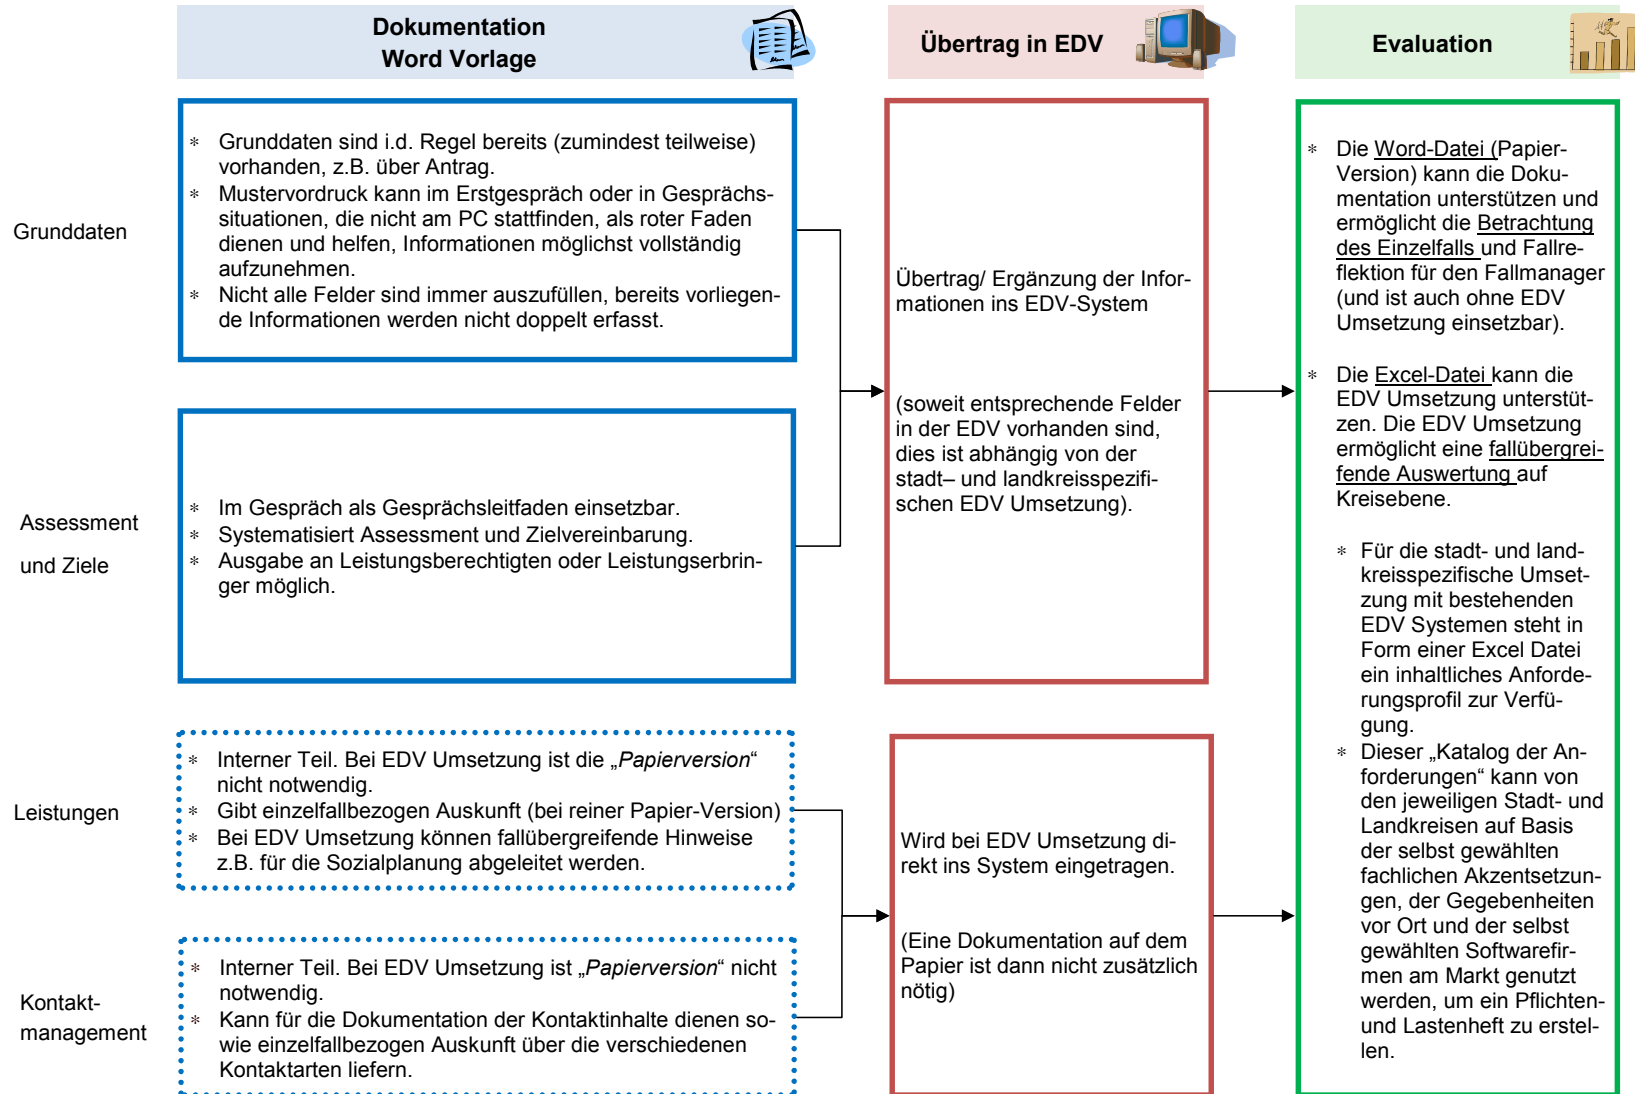 Dokumentation
Word Vorlage
Übertrag in EDV
Evaluation
Grunddaten
* Grunddaten sind i.d. Regel bereits (zumindest teilweise)
vorhanden, z.B. über Antrag.
* Mustervordruck kann im Erstgespräch oder in Gesprächs-
situationen, die nicht am PC stattfinden, als roter Faden
dienen und helfen, Informationen möglichst vollständig
aufzunehmen.
* Nicht alle Felder sind immer auszufüllen, bereits vorliegen-
de Informationen werden nicht doppelt erfasst.
Assessment
und Ziele
* Im Gespräch als Gesprächsleitfaden einsetzbar.
* Systematisiert Assessment und Zielvereinbarung.
* Ausgabe an Leistungsberechtigten oder Leistungserbrin-
ger möglich.
Leistungen
* Interner Teil. Bei EDV Umsetzung ist die „Papierversion“
nicht notwendig.
* Gibt einzelfallbezogen Auskunft (bei reiner Papier-Version)
* Bei EDV Umsetzung können fallübergreifende Hinweise
z.B. für die Sozialplanung abgeleitet werden.
Kontakt-
management
* Interner Teil. Bei EDV Umsetzung ist „Papierversion“ nicht
notwendig.
* Kann für die Dokumentation der Kontaktinhalte dienen so-
wie einzelfallbezogen Auskunft über die verschiedenen
Kontaktarten liefern.
Übertrag/ Ergänzung der Infor-
mationen ins EDV-System
(soweit entsprechende Felder
in der EDV vorhanden sind,
dies ist abhängig von der
stadt– und landkreisspezifi-
schen EDV Umsetzung).
Wird bei EDV Umsetzung di-
rekt ins System eingetragen.
(Eine Dokumentation auf dem
Papier ist dann nicht zusätzlich
nötig)
* Die Word-Datei (Papier-
Version) kann die Doku-
mentation unterstützen und
ermöglicht die Betrachtung
des Einzelfalls und Fallre-
flektion für den Fallmanager
(und ist auch ohne EDV
Umsetzung einsetzbar).
* Die Excel-Datei kann die
EDV Umsetzung unterstüt-
zen. Die EDV Umsetzung
ermöglicht eine fallübergrei-
fende Auswertung auf
Kreisebene.
* Für die stadt- und land-
kreisspezifische Umset-
zung mit bestehenden
EDV Systemen steht in
Form einer Excel Datei
ein inhaltliches Anforde-
rungsprofil zur Verfü-
gung.
* Dieser „Katalog der An-
forderungen“ kann von
den jeweiligen Stadt- und
Landkreisen auf Basis
der selbst gewählten
fachlichen Akzentsetzun-
gen, der Gegebenheiten
vor Ort und der selbst
gewählten Softwarefir-
men am Markt genutzt
werden, um ein Pflichten-
und Lastenheft zu erstel-
len.